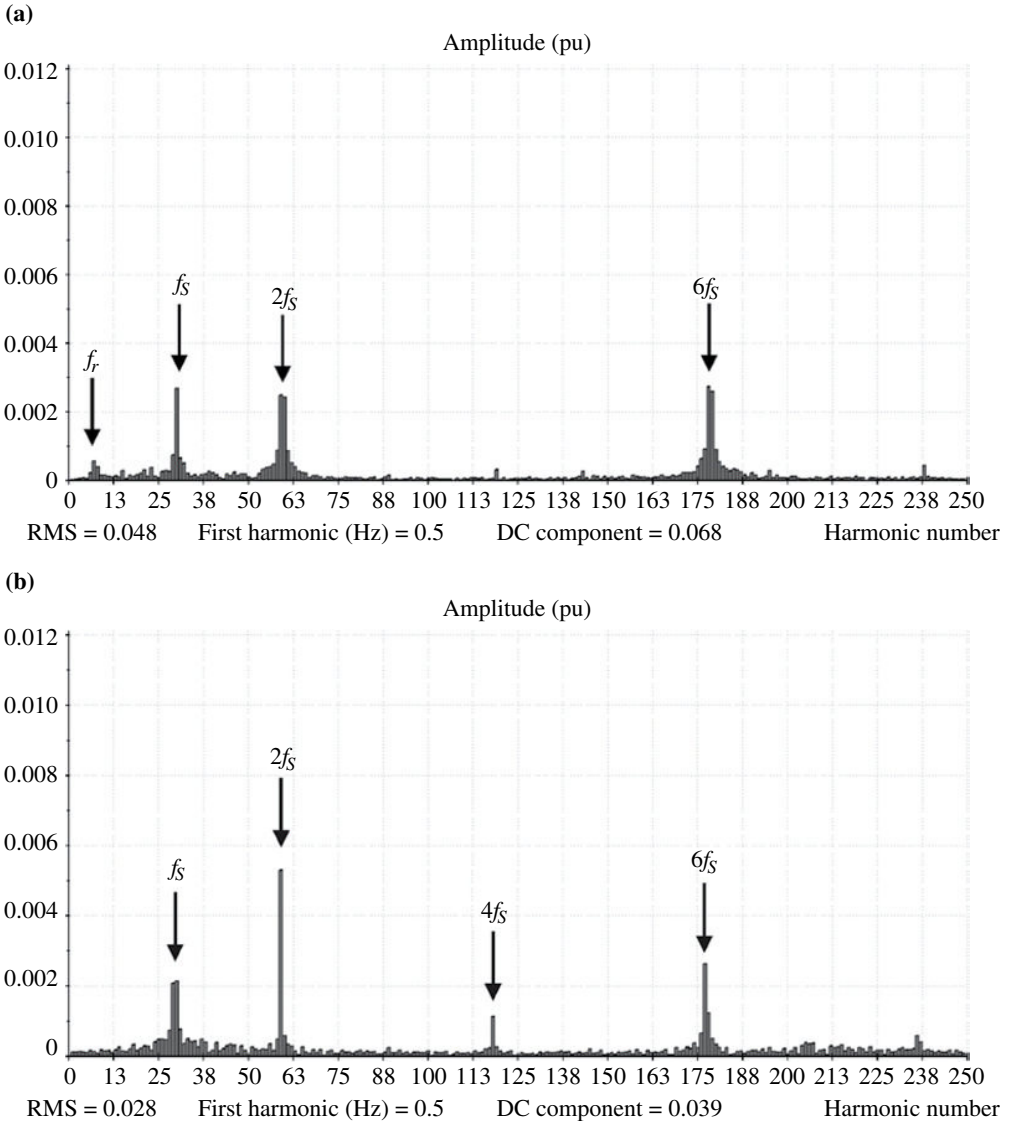 (a)
Amplitude (pu)
0.012
0.010
0.008
0.006
0.004
0.002
0
fr
fS
2fS
6fS
0 13 25 38 50 63 75 88 100 113 125 138 150 163 175 188 200 213 225 238 250
RMS = 0.048 First harmonic (Hz) = 0.5 DC component = 0.068 Harmonic number
(b)
Amplitude (pu)
0.012
0.010
0.008
0.006
0.004
0.002
0
fS
2fS
4fS
6fS
0 13 25 38 50 63 75 88 100 113 125 138 150 163 175 188 200 213 225 238 250
RMS = 0.028 First harmonic (Hz) = 0.5 DC component = 0.039 Harmonic number